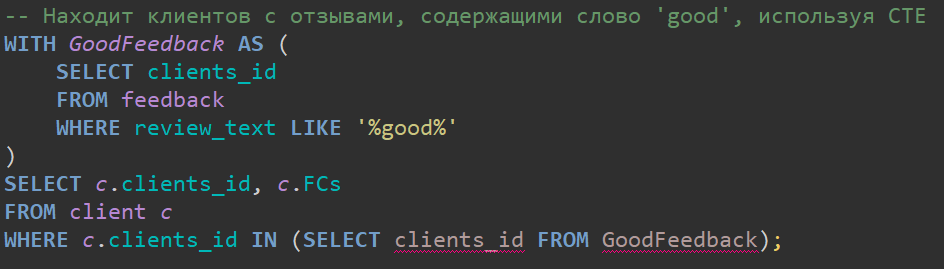 -- Находит клиентов с отзывами, содержащими слово 'good', используя CTE
WITH GoodFeedback AS (
    SELECT clients_id
    FROM feedback
    WHERE review_text LIKE '%good%'
)
SELECT c.clients_id, c.FCs
FROM client c
WHERE c.clients_id IN (SELECT clients_id FROM GoodFeedback);